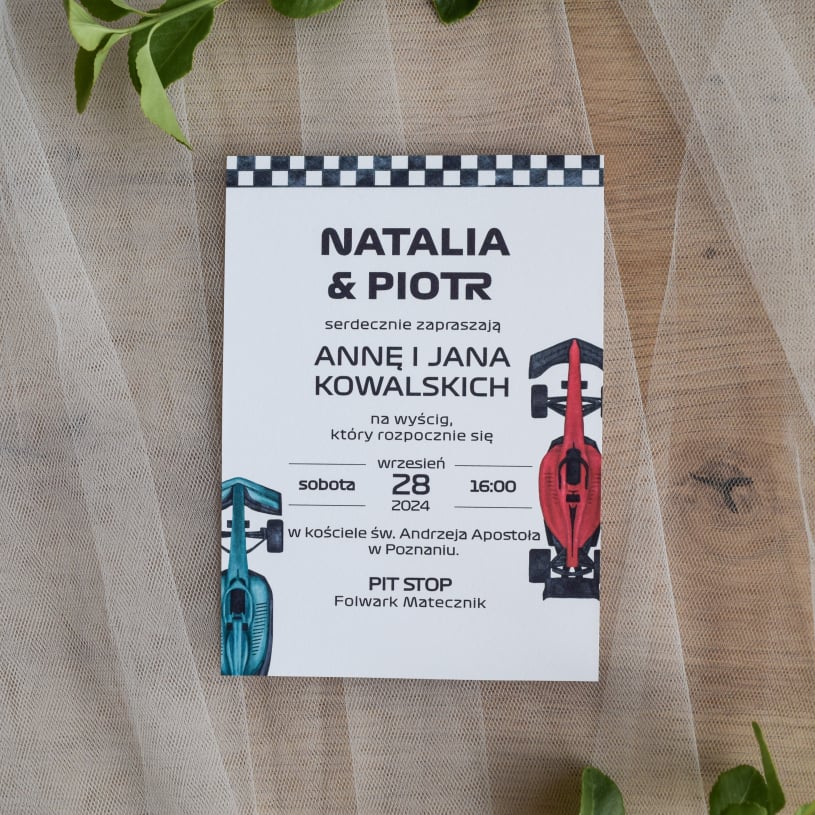 NATALIA
& PIOTR
serdecznie zapraszają
ANNĘ I JANA
KOWALSKICH
na wyścig,
który rozpocznie się
wrzesień
sobota 28 16:00
2024
w kościele św. Andrzeja Apostoła
w Poznaniu.
PIT STOP
Folwark Matecznik